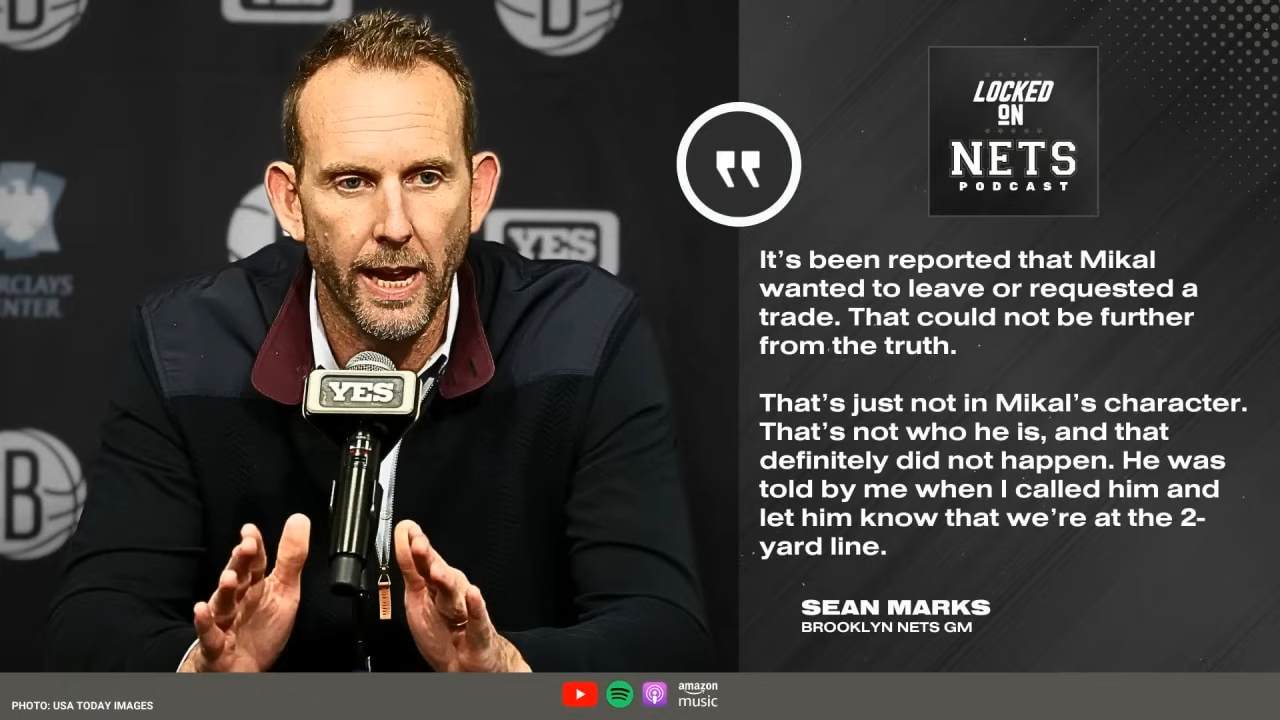 D
D
YES
BARCLAYS
CENTER
B
YES
LOCKED
ON
NETS
PODCAST
It’s been reported that Mikal
wanted to leave or requested a
trade. That could not be further
from the truth.
That’s just not in Mikal’s character.
That’s not who he is, and that
definitely did not happen. He was
told by me when I called him and
let him know that we’re at the 2-
yard line.
SEAN MARKS
BROOKLYN NETS GM
PHOTO: USA TODAY IMAGES
amazon
music